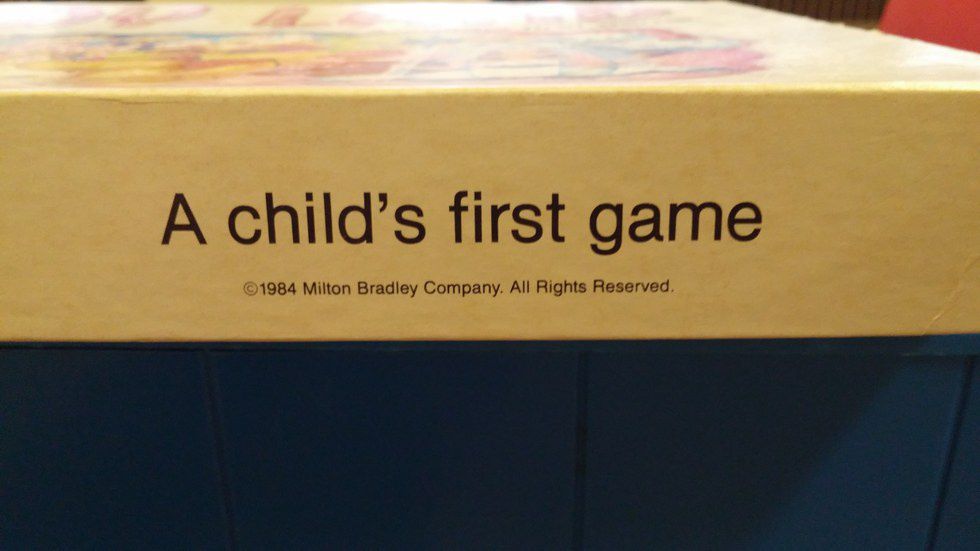 A child’s first game
©1984 Milton Bradley Company. All Rights Reserved.